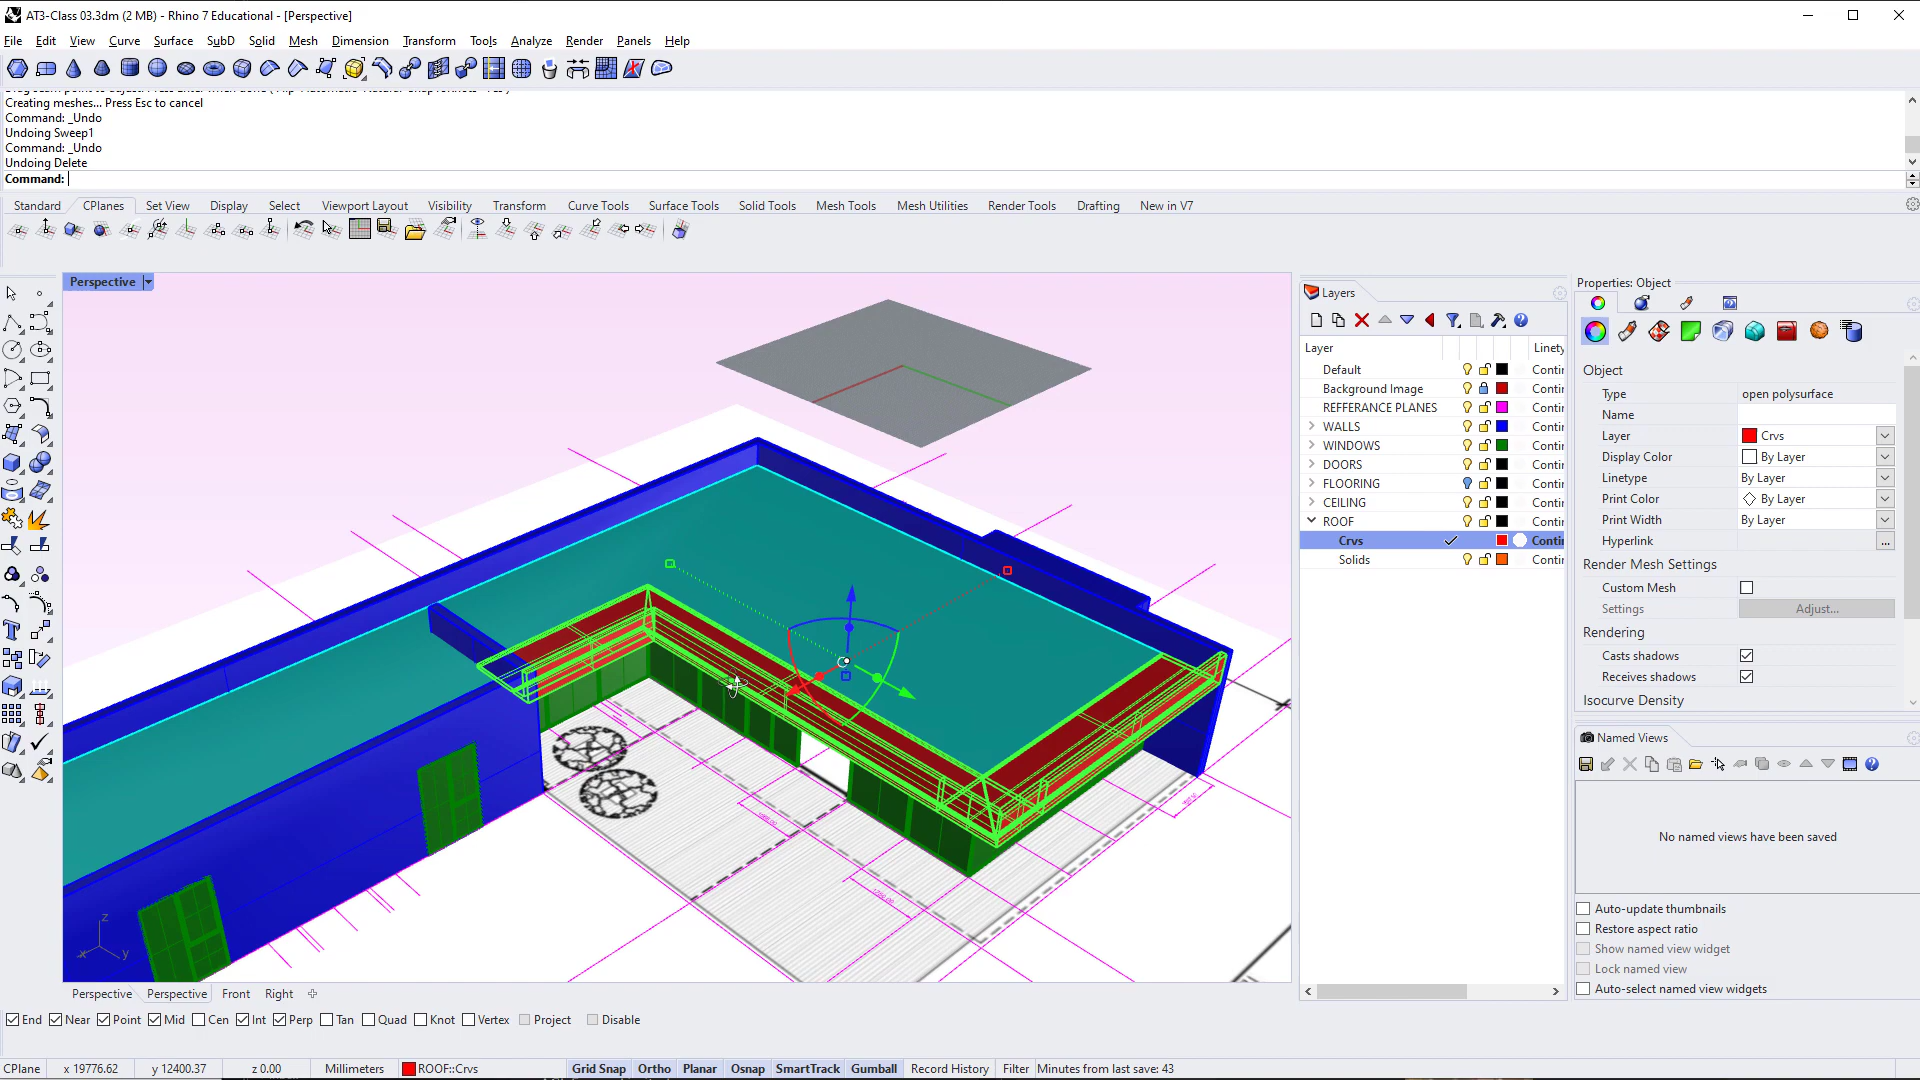 AT3-Class 03.3dm (2 MB) - Rhino 7 Educational - [Perspective]
File Edit View Curve Surface SubD Solid Mesh Dimension Transform Tools Analyze Render Panels Help
Creating meshes... Press Esc to cancel
Command: _Undo
Undoing Sweep1
Command: _Undo
Undoing Delete
Command:
Standard CPlanes Set View Display Select Viewport Layout Visibility Transform Curve Tools Surface Tools Solid Tools Mesh Tools Mesh Utilities Render Tools Drafting New in V7
Perspective
z
x
y
Layers
Layer Linety
Default Contir
Background Image Contir
REFFERANCE PLANES Contir
WALLS Contir
WINDOWS Contir
DOORS Contir
FLOORING Contir
CEILING Contir
ROOF Contir
Crvs Contir
Solids Contir
Properties: Object
Object
Type open polysurface
Name
Layer Crvs
Display Color By Layer
Linetype By Layer
Print Color By Layer
Print Width By Layer
Hyperlink ...
Render Mesh Settings
Custom Mesh
Settings Adjust...
Rendering
Casts shadows
Receives shadows
Isocurve Density
Named Views
No named views have been saved
Auto-update thumbnails
Restore aspect ratio
Show named view widget
Lock named view
Auto-select named view widgets
Perspective Perspective Front Right
End Near Point Mid Cen Int Perp Tan Quad Knot Vertex Project Disable
CPlane x 19776.62 y 12400.37 z 0.00 Millimeters ROOF::Crvs Grid Snap Ortho Planar Osnap SmartTrack Gumball Record History Filter Minutes from last save: 43